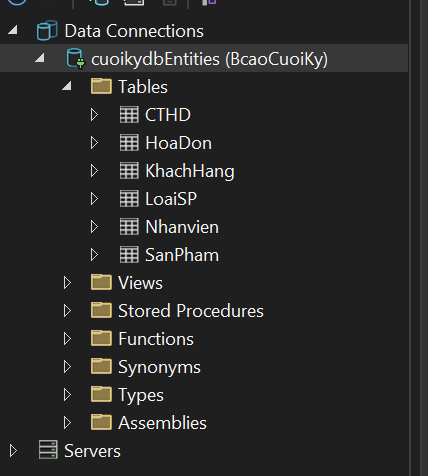 Data Connections
cuoikydbEntities (BcaoCuoiKy)
Tables
CTHD
HoaDon
KhachHang
LoaiSP
Nhanvien
SanPham
Views
Stored Procedures
Functions
Synonyms
Types
Assemblies
Servers